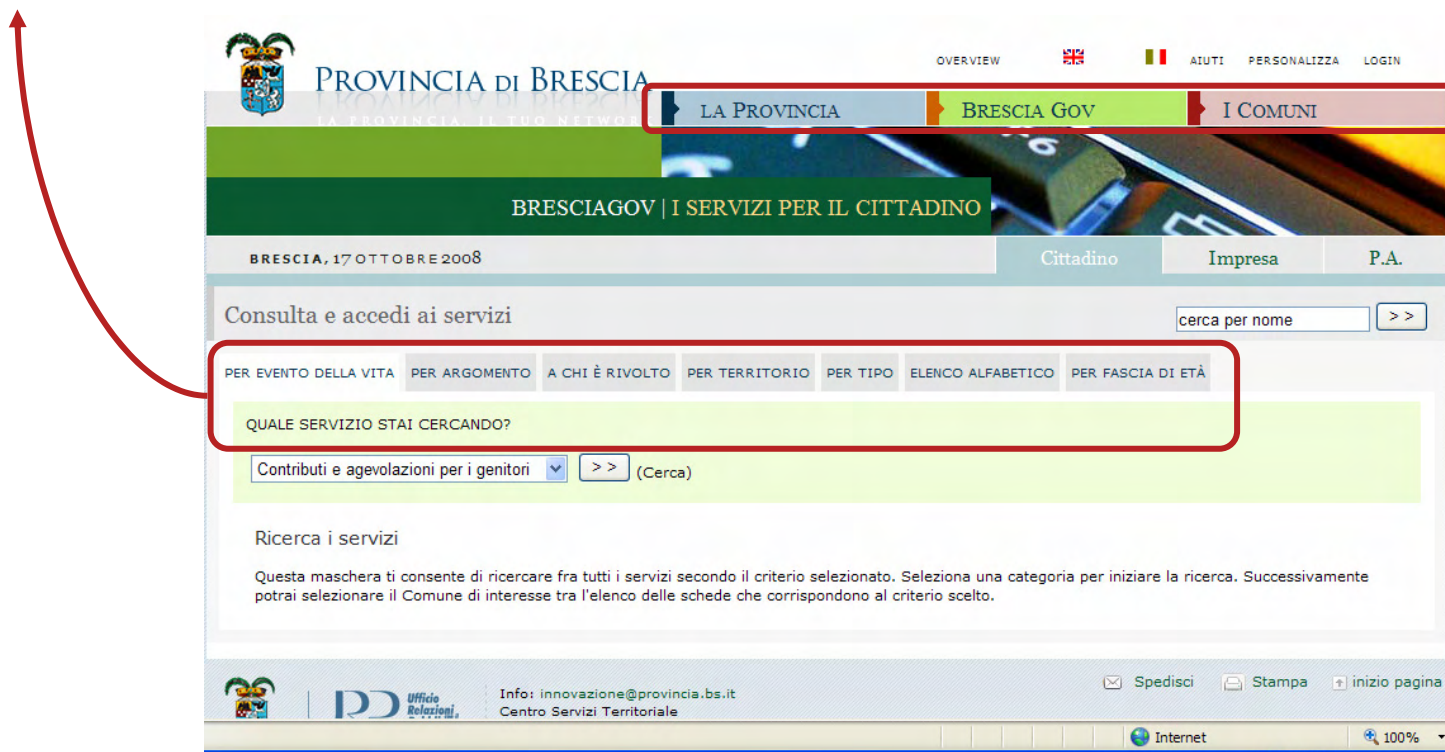 OVERVIEW AIUTI PERSONALIZZA LOGIN
PROVINCIA DI BRESCIA
LA PROVINCIA, IL TUO NETWORK
LA PROVINCIA BRESCIA GOV I COMUNI
BRESCIAGOV | I SERVIZI PER IL CITTADINO
BRESCIA, 17 OTTOBRE 2008 Cittadino Impresa P.A.
Consulta e accedi ai servizi cerca per nome >>
PER EVENTO DELLA VITA PER ARGOMENTO A CHI È RIVOLTO PER TERRITORIO PER TIPO ELENCO ALFABETICO PER FASCIA DI ETÀ
QUALE SERVIZIO STAI CERCANDO?
Contributi e agevolazioni per i genitori >> (Cerca)
Ricerca i servizi
Questa maschera ti consente di ricercare fra tutti i servizi secondo il criterio selezionato. Seleziona una categoria per iniziare la ricerca. Successivamente
potrai selezionare il Comune di interesse tra l'elenco delle schede che corrispondono al criterio scelto.
Spedisci Stampa inizio pagina
Ufficio
Relazioni
Info: innovazione@provincia.bs.it
Centro Servizi Territoriale
Internet 100%